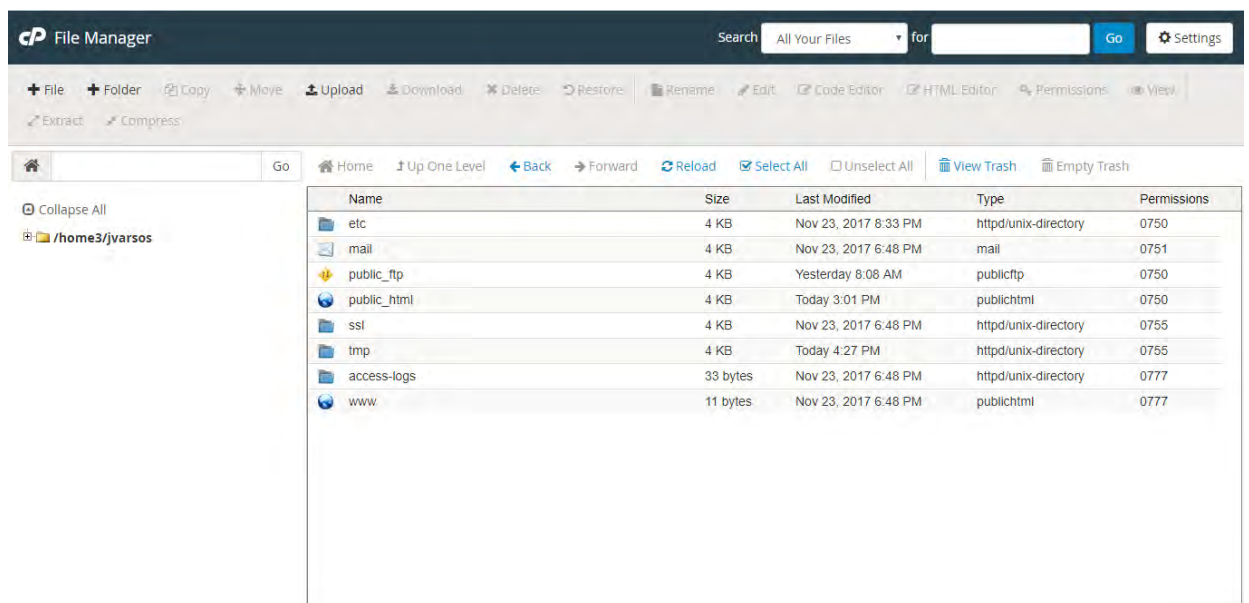 cP File Manager Search All Your Files for Go Settings
+ File + Folder Copy Move Upload Download Delete Restore Rename Edit Code Editor HTML Editor Permissions View
Extract Compress
Go Home Up One Level Back Forward Reload Select All Unselect All View Trash Empty Trash
Collapse All
/home3/jvarsos
Name Size Last Modified Type Permissions
etc 4 KB Nov 23, 2017 8:33 PM httpd/unix-directory 0750
mail 4 KB Nov 23, 2017 6:48 PM mail 0751
public_ftp 4 KB Yesterday 8:08 AM publicftp 0750
public_html 4 KB Today 3:01 PM publichtml 0750
ssl 4 KB Nov 23, 2017 6:48 PM httpd/unix-directory 0755
tmp 4 KB Today 4:27 PM httpd/unix-directory 0755
access-logs 33 bytes Nov 23, 2017 6:48 PM httpd/unix-directory 0777
www 11 bytes Nov 23, 2017 6:48 PM publichtml 0777